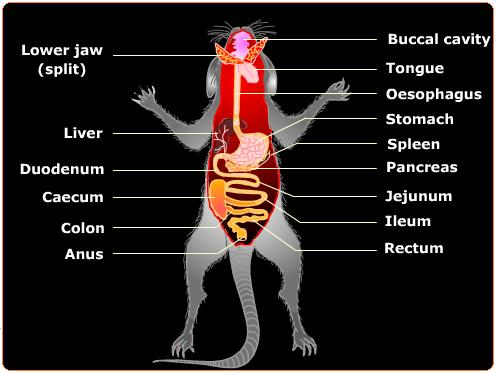 Lower jaw
(split)
Liver
Duodenum
Caecum
Colon
Anus
Buccal cavity
Tongue
Oesophagus
Stomach
Spleen
Pancreas
Jejunum
Ileum
Rectum